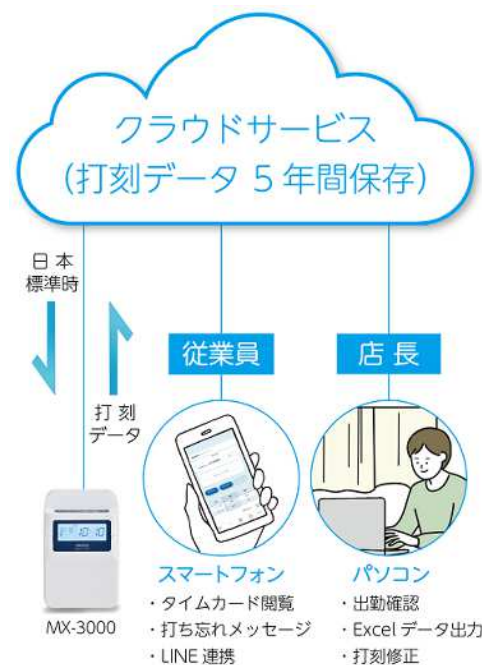 クラウドサービス
(打刻データ 5年間保存)
日本
標準時
打刻
データ
従業員
店長
10:10
MX-3000
スマートフォン
・タイムカード閲覧
・打ち忘れメッセージ
・LINE 連携
パソコン
・出勤確認
・Excel データ出力
・打刻修正